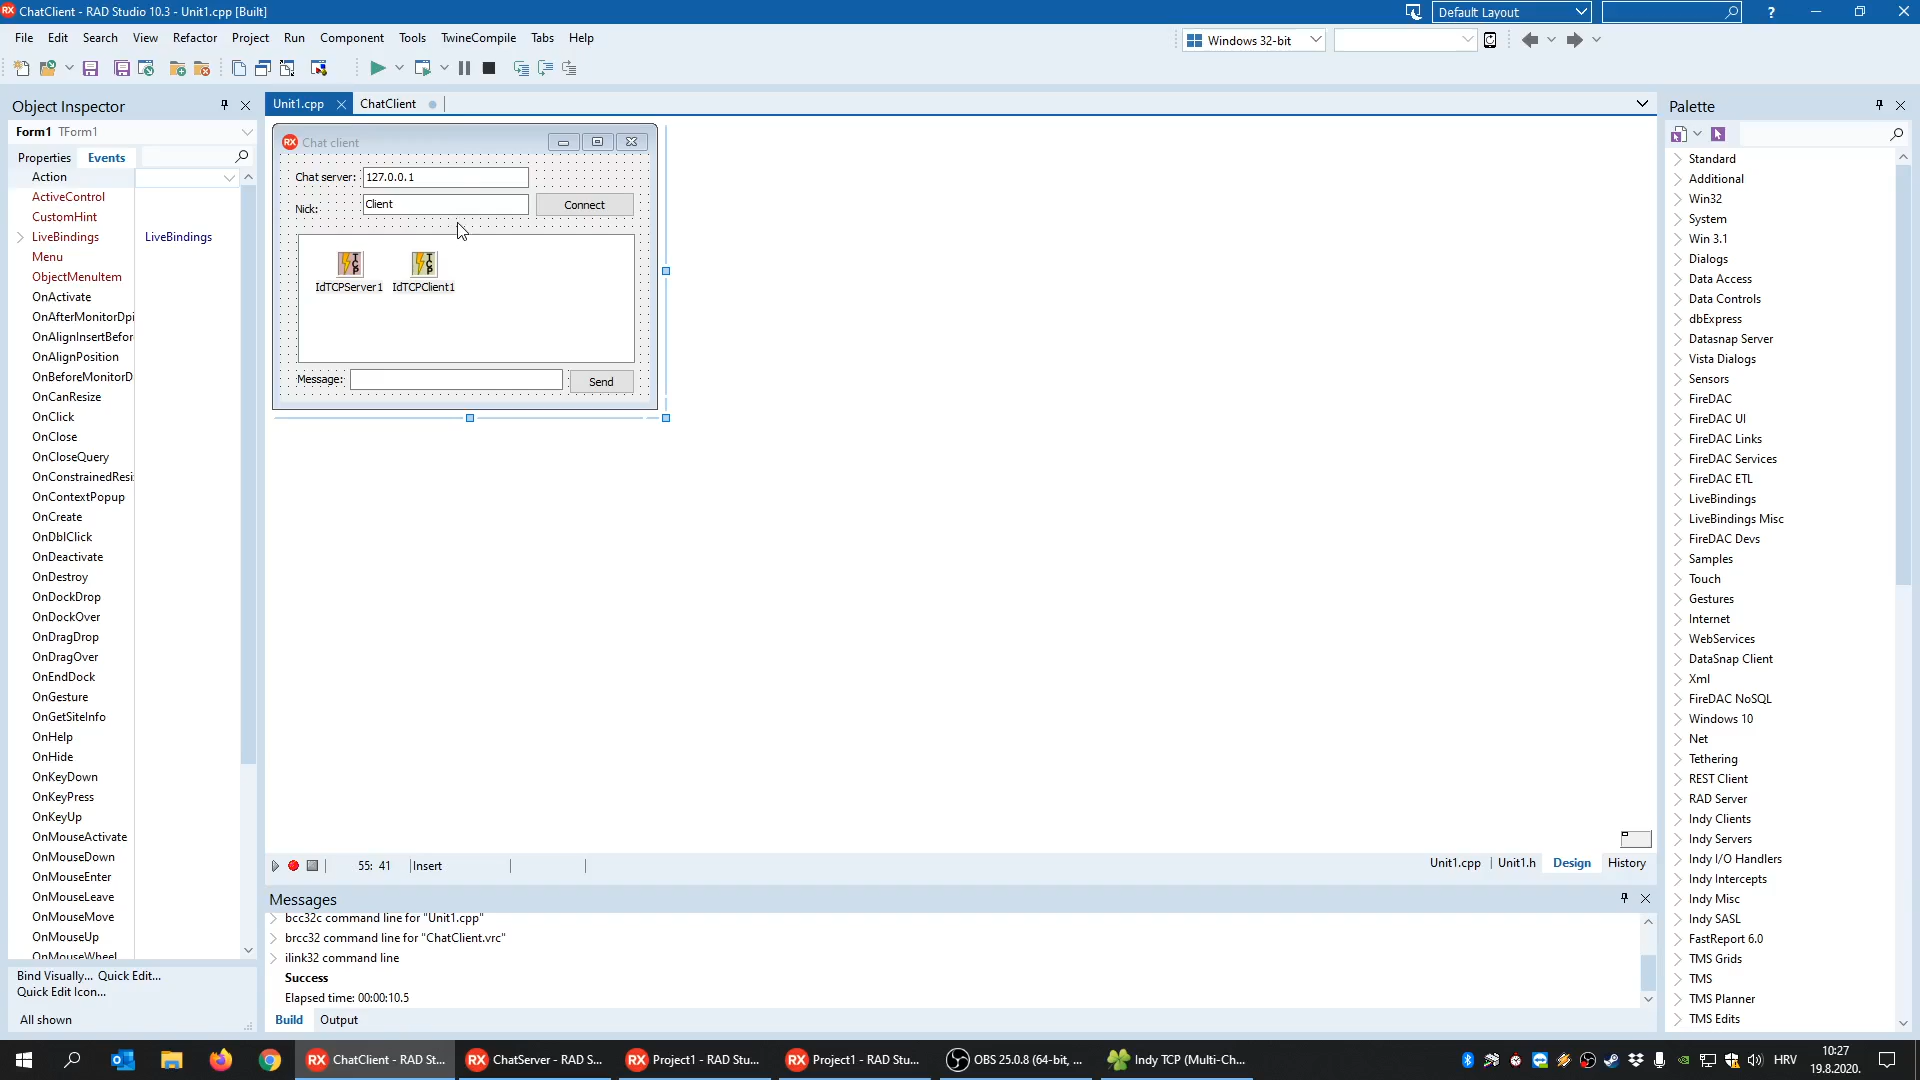 ChatClient - RAD Studio 10.3 - Unit1.cpp [Built]
Default Layout
?
File Edit Search View Refactor Project Run Component Tools TwineCompile Tabs Help
Windows 32-bit
Object Inspector
Form1 TForm1
Properties Events
Action
ActiveControl
CustomHint
LiveBindings LiveBindings
Menu
ObjectMenuItem
OnActivate
OnAfterMonitorDpi
OnAlignInsertBefor
OnAlignPosition
OnBeforeMonitorD
OnCanResize
OnClick
OnClose
OnCloseQuery
OnConstrainedResi
OnContextPopup
OnCreate
OnDblClick
OnDeactivate
OnDestroy
OnDockDrop
OnDockOver
OnDragDrop
OnDragOver
OnEndDock
OnGesture
OnGetSiteInfo
OnHelp
OnHide
OnKeyDown
OnKeyPress
OnKeyUp
OnMouseActivate
OnMouseDown
OnMouseEnter
OnMouseLeave
OnMouseMove
OnMouseUp
OnMouseWheel
Bind Visually... Quick Edit...
Quick Edit Icon...
All shown
Unit1.cpp ChatClient
RX Chat client
Chat server: 127.0.0.1
Nick: Client Connect
TCP TCP
IdTCPServer1 IdTCPClient1
Message: Send
55: 41 Insert
Unit1.cpp Unit1.h Design History
Messages
bcc32c command line for "Unit1.cpp"
brcc32 command line for "ChatClient.vrc"
ilink32 command line
Success
Elapsed time: 00:00:10.5
Build Output
Palette
Standard
Additional
Win32
System
Win 3.1
Dialogs
Data Access
Data Controls
dbExpress
Datasnap Server
Vista Dialogs
Sensors
FireDAC
FireDAC UI
FireDAC Links
FireDAC Services
FireDAC ETL
LiveBindings
LiveBindings Misc
FireDAC Devs
Samples
Touch
Gestures
Internet
WebServices
DataSnap Client
Xml
FireDAC NoSQL
Windows 10
Net
Tethering
REST Client
RAD Server
Indy Clients
Indy Servers
Indy I/O Handlers
Indy Intercepts
Indy Misc
Indy SASL
FastReport 6.0
TMS Grids
TMS
TMS Planner
TMS Edits
RX ChatClient - RAD St... RX ChatServer - RAD S... RX Project1 - RAD Stu... RX Project1 - RAD Stu... OBS 25.0.8 (64-bit, ... Indy TCP (Multi-Ch...
HRV
10:27
19.8.2020.